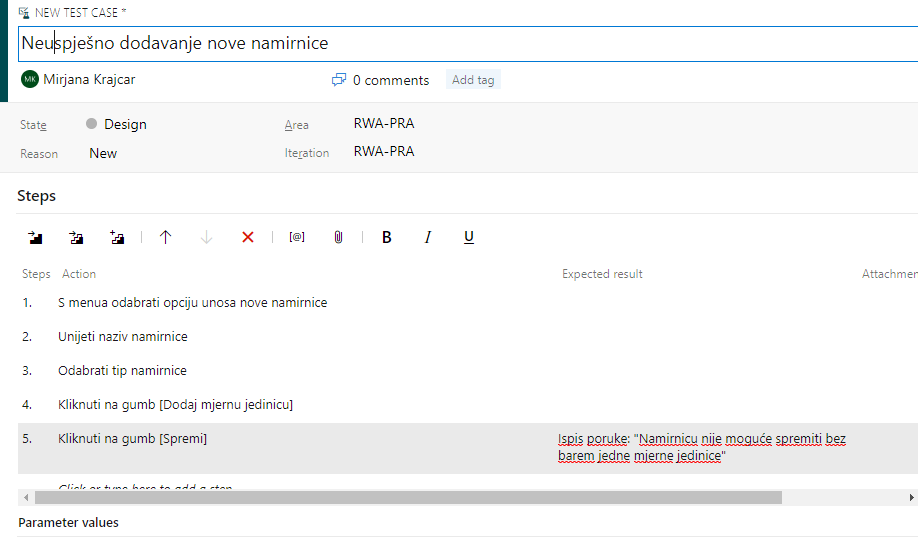 NEW TEST CASE *
Neuspješno dodavanje nove namirnice
MK Mirjana Krajcar 0 comments Add tag
State Design Area RWA-PRA
Reason New Iteration RWA-PRA
Steps
[@] B I U
Steps Action Expected result Attachmen
1. S menua odabrati opciju unosa nove namirnice
2. Unijeti naziv namirnice
3. Odabrati tip namirnice
4. Kliknuti na gumb [Dodaj mjernu jedinicu]
5. Kliknuti na gumb [Spremi] Ispis poruke: "Namirnicu nije moguće spremiti bez
barem jedne mjerne jedinice"
Click or type here to add a step
Parameter values